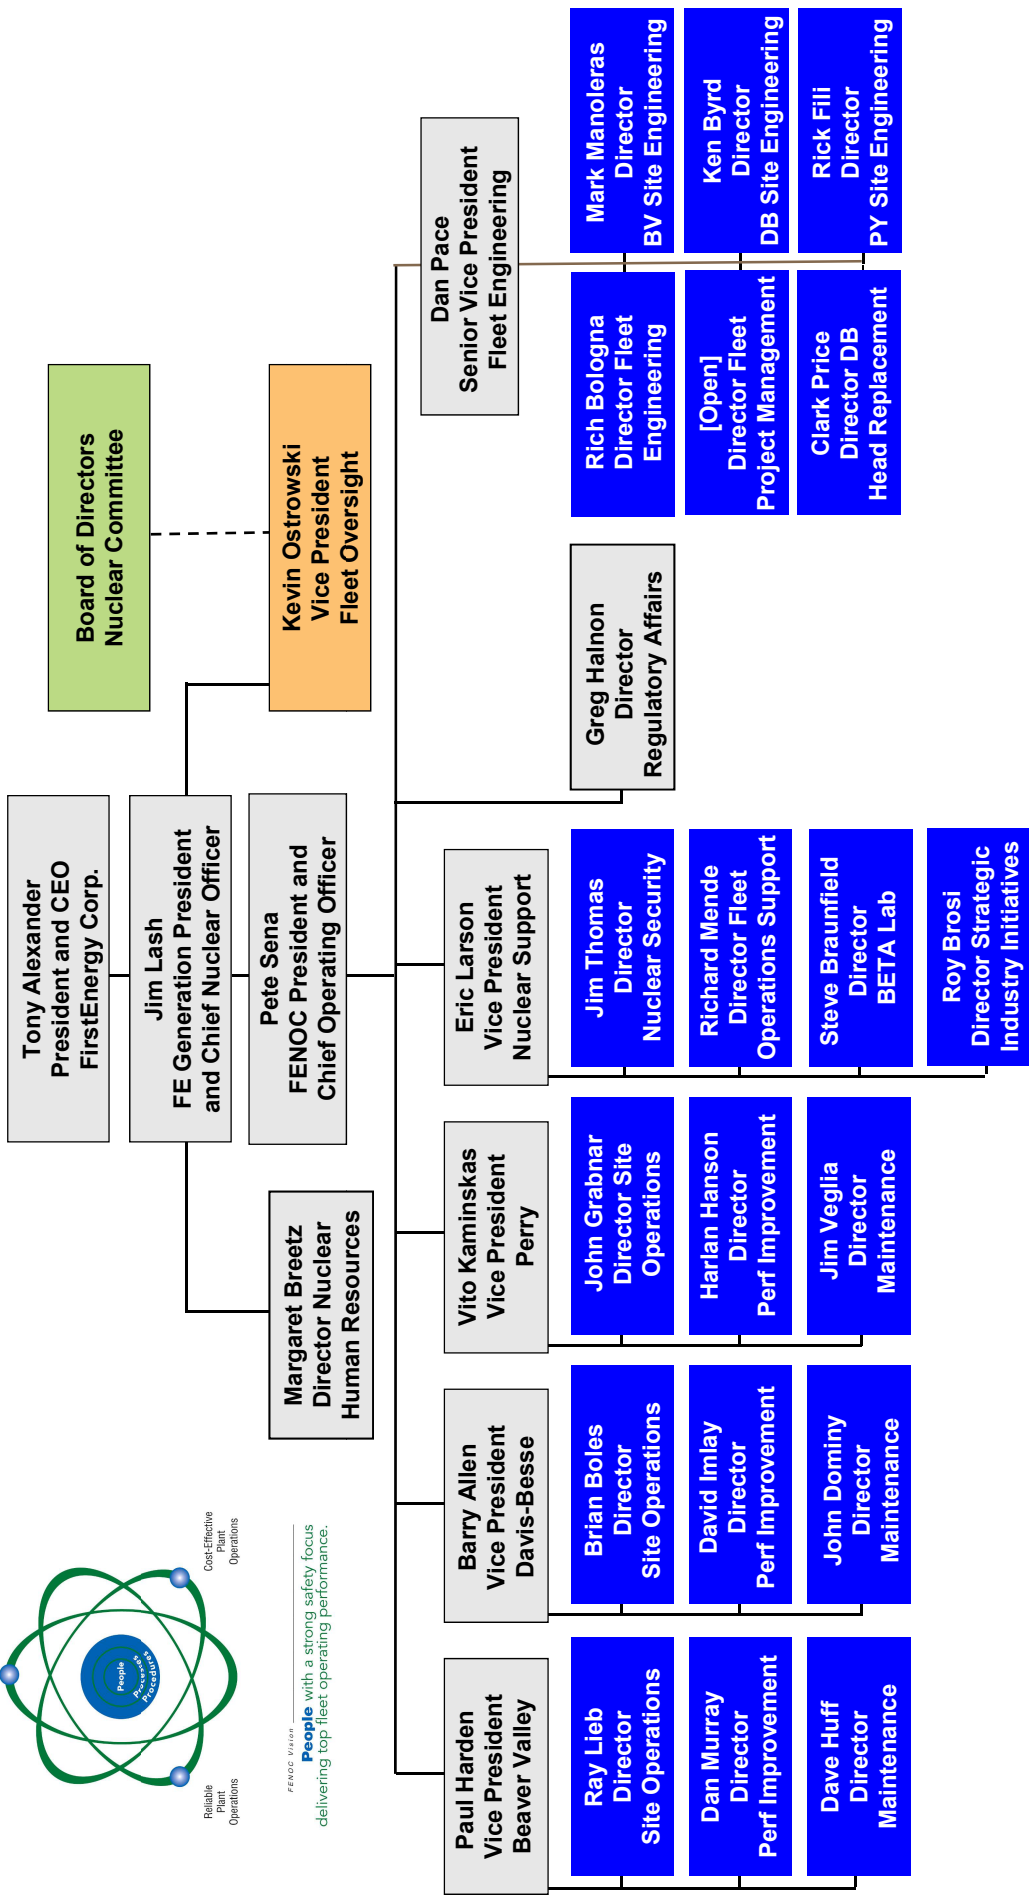 Tony Alexander
President and CEO
FirstEnergy Corp.
Board of Directors
Nuclear Committee
Jim Lash
FE Generation President
and Chief Nuclear Officer
Pete Sena
FENOC President and
Chief Operating Officer
Margaret Breetz
Director Nuclear
Human Resources
Kevin Ostrowski
Vice President
Fleet Oversight
People
Processes
Procedures
Reliable
Plant
Operations
Cost-Effective
Plant
Operations
FENOC Vision
People with a strong safety focus
delivering top fleet operating performance.
Paul Harden
Vice President
Beaver Valley
Ray Lieb
Director
Site Operations
Dan Murray
Director
Perf Improvement
Dave Huff
Director
Maintenance
Barry Allen
Vice President
Davis-Besse
Brian Boles
Director
Site Operations
David Imlay
Director
Perf Improvement
John Dominy
Director
Maintenance
Vito Kaminskas
Vice President
Perry
John Grabnar
Director Site
Operations
Harlan Hanson
Director
Perf Improvement
Jim Veglia
Director
Maintenance
Eric Larson
Vice President
Nuclear Support
Jim Thomas
Director
Nuclear Security
Richard Mende
Director Fleet
Operations Support
Steve Braunfield
Director
BETA Lab
Roy Brosi
Director Strategic
Industry Initiatives
Greg Halnon
Director
Regulatory Affairs
Dan Pace
Senior Vice President
Fleet Engineering
Rich Bologna
Director Fleet
Engineering
[Open]
Director Fleet
Project Management
Clark Price
Director DB
Head Replacement
Mark Manoleras
Director
BV Site Engineering
Ken Byrd
Director
DB Site Engineering
Rick Fili
Director
PY Site Engineering